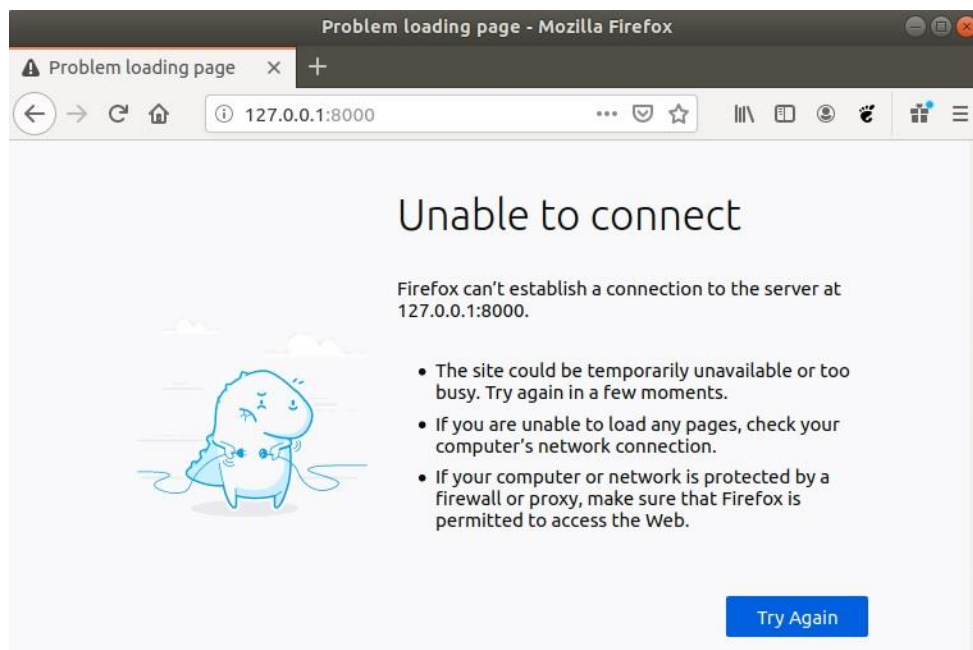 Problem loading page - Mozilla Firefox
Problem loading page
127.0.0.1:8000
Unable to connect
Firefox can’t establish a connection to the server at
127.0.0.1:8000.
• The site could be temporarily unavailable or too
busy. Try again in a few moments.
• If you are unable to load any pages, check your
computer’s network connection.
• If your computer or network is protected by a
firewall or proxy, make sure that Firefox is
permitted to access the Web.
Try Again